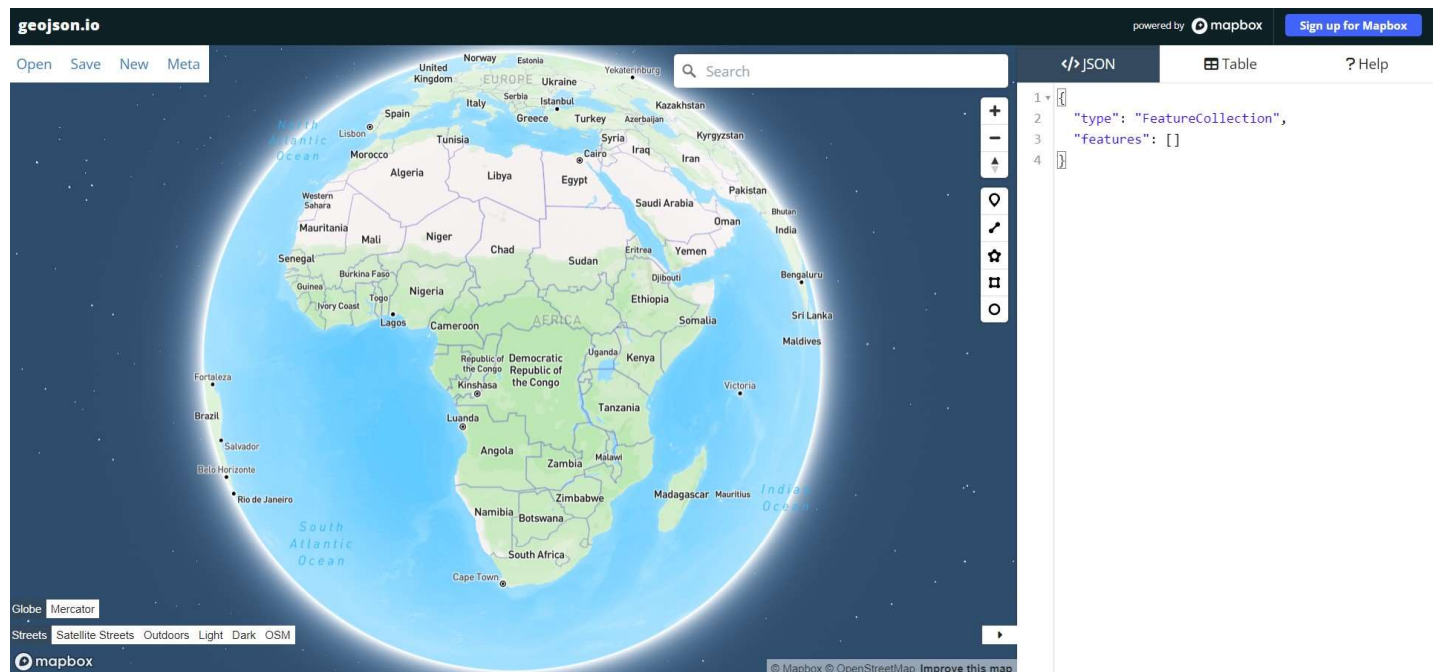 geojson.io
powered by mapbox
Sign up for Mapbox
Open Save New Meta
Search
</> JSON
Table
? Help
1 {
2 "type": "FeatureCollection",
3 "features": []
4 }
Norway
Estonia
United
Kingdom
EUROPE
Ukraine
Yekaterinburg
Italy
Serbia
Istanbul
Kazakhstan
Spain
Greece
Turkey
Azerbaijan
North
Atlantic
Ocean
Lisbon
Tunisia
Syria
Kyrgyzstan
Morocco
Cairo
Iraq
Iran
Algeria
Libya
Egypt
Pakistan
Western
Sahara
Saudi Arabia
Bhutan
Oman
India
Mauritania
Mali
Niger
Chad
Eritrea
Yemen
Senegal
Sudan
Burkina Faso
Djibouti
Bengaluru
Guinea
Togo
Nigeria
Ivory Coast
Ethiopia
Lagos
Cameroon
AFRICA
Somalia
Sri Lanka
Maldives
Republic of
the Congo
Democratic
Republic of
the Congo
Uganda
Kenya
Fortaleza
Kinshasa
Victoria
Brazil
Luanda
Tanzania
Salvador
Angola
Zambia
Malawi
Belo Horizonte
Rio de Janeiro
Zimbabwe
Madagascar
Mauritius
Indian
Ocean
Namibia
Botswana
South
Atlantic
Ocean
South Africa
Cape Town
Globe Mercator
Streets Satellite Streets Outdoors Light Dark OSM
mapbox
© Mapbox © OpenStreetMap Improve this map